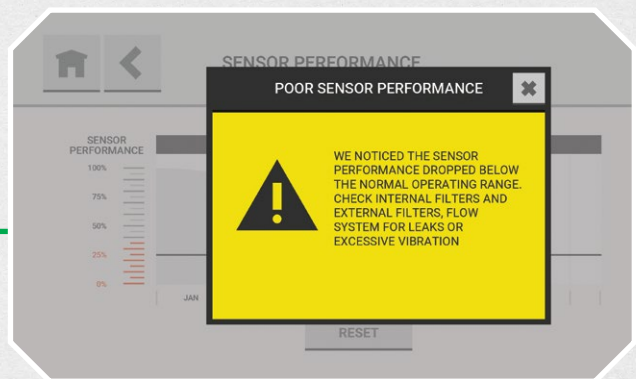 SENSOR PERFORMANCE
POOR SENSOR PERFORMANCE
SENSOR
PERFORMANCE
100%
75%
50%
25%
0%
JAN
WE NOTICED THE SENSOR
PERFORMANCE DROPPED BELOW
THE NORMAL OPERATING RANGE.
CHECK INTERNAL FILTERS AND
EXTERNAL FILTERS, FLOW
SYSTEM FOR LEAKS OR
EXCESSIVE VIBRATION
RESET